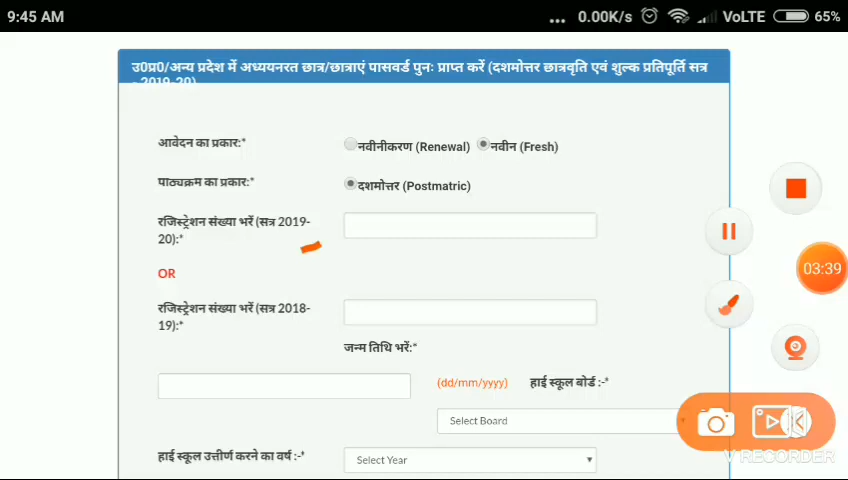 9:45 AM ... 0.00K/s VoLTE 65%
उ0प्र0/अन्य प्रदेश में अध्ययनरत छात्र/छात्राएं पासवर्ड पुनः प्राप्त करें (दशमोत्तर छात्रवृति एवं शुल्क प्रतिपूर्ति सत्र
- 2019-20)
आवेदन का प्रकार:* नवीनीकरण (Renewal) नवीन (Fresh)
पाठ्यक्रम का प्रकार:* दशमोत्तर (Postmatric)
रजिस्ट्रेशन संख्या भरें (सत्र 2019-
20):*
03:39
OR
रजिस्ट्रेशन संख्या भरें (सत्र 2018-
19):*
जन्म तिथि भरें:*
(dd/mm/yyyy) हाई स्कूल बोर्ड :-*
Select Board
हाई स्कूल उत्तीर्ण करने का वर्ष :-* Select Year
V RECORDER